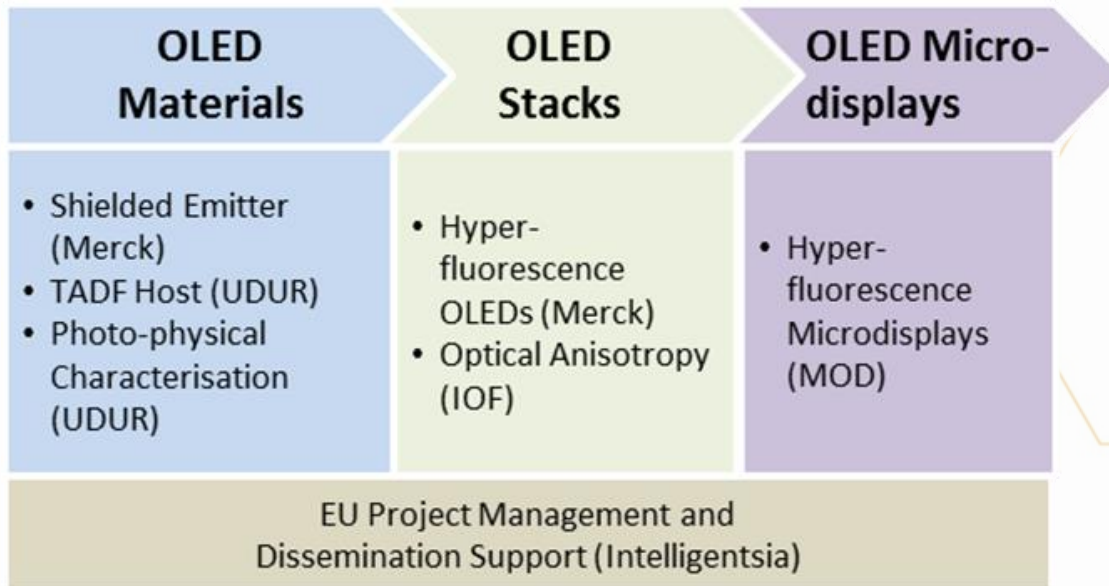 OLED
Materials
OLED
Stacks
OLED Micro-
displays
• Shielded Emitter
(Merck)
• TADF Host (UDUR)
• Photo-physical
Characterisation
(UDUR)
• Hyper-
fluorescence
OLEDs (Merck)
• Optical Anisotropy
(IOF)
• Hyper-
fluorescence
Microdisplays
(MOD)
EU Project Management and
Dissemination Support (Intelligentsia)